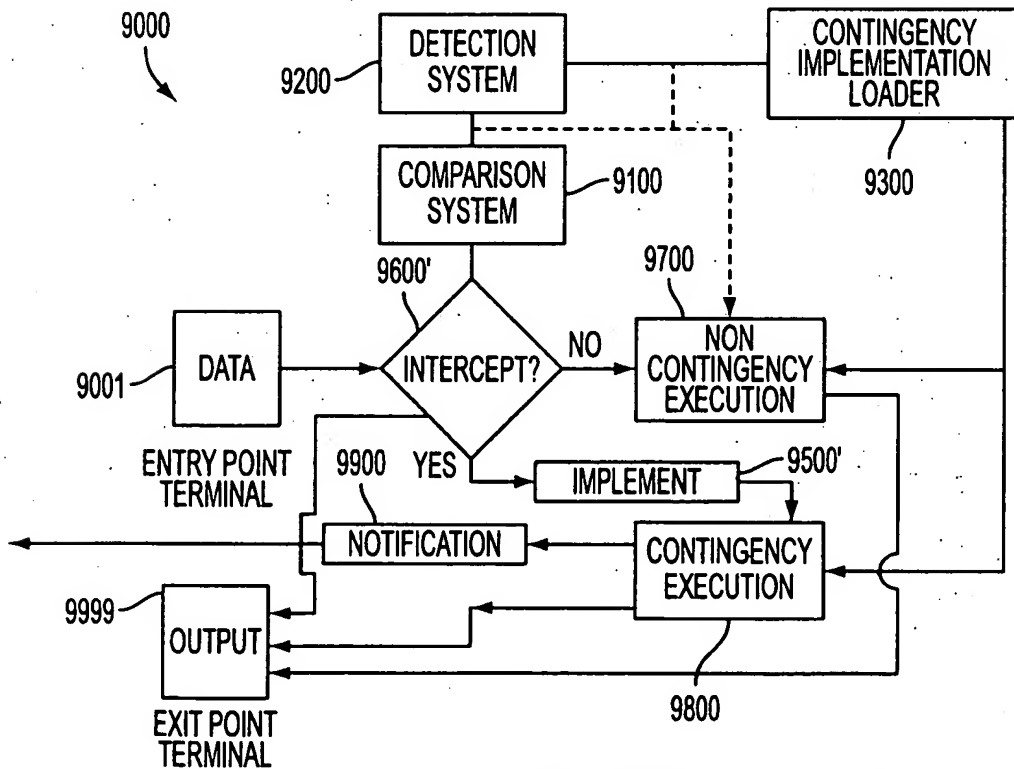 9000
DETECTION
SYSTEM
9200
CONTINGENCY
IMPLEMENTATION
LOADER
9300
COMPARISON
SYSTEM
9100
9600'
9700
DATA
9001
INTERCEPT?
NO
NON
CONTINGENCY
EXECUTION
ENTRY POINT
TERMINAL
YES
9900
IMPLEMENT
9500'
NOTIFICATION
CONTINGENCY
EXECUTION
9999
OUTPUT
9800
EXIT POINT
TERMINAL